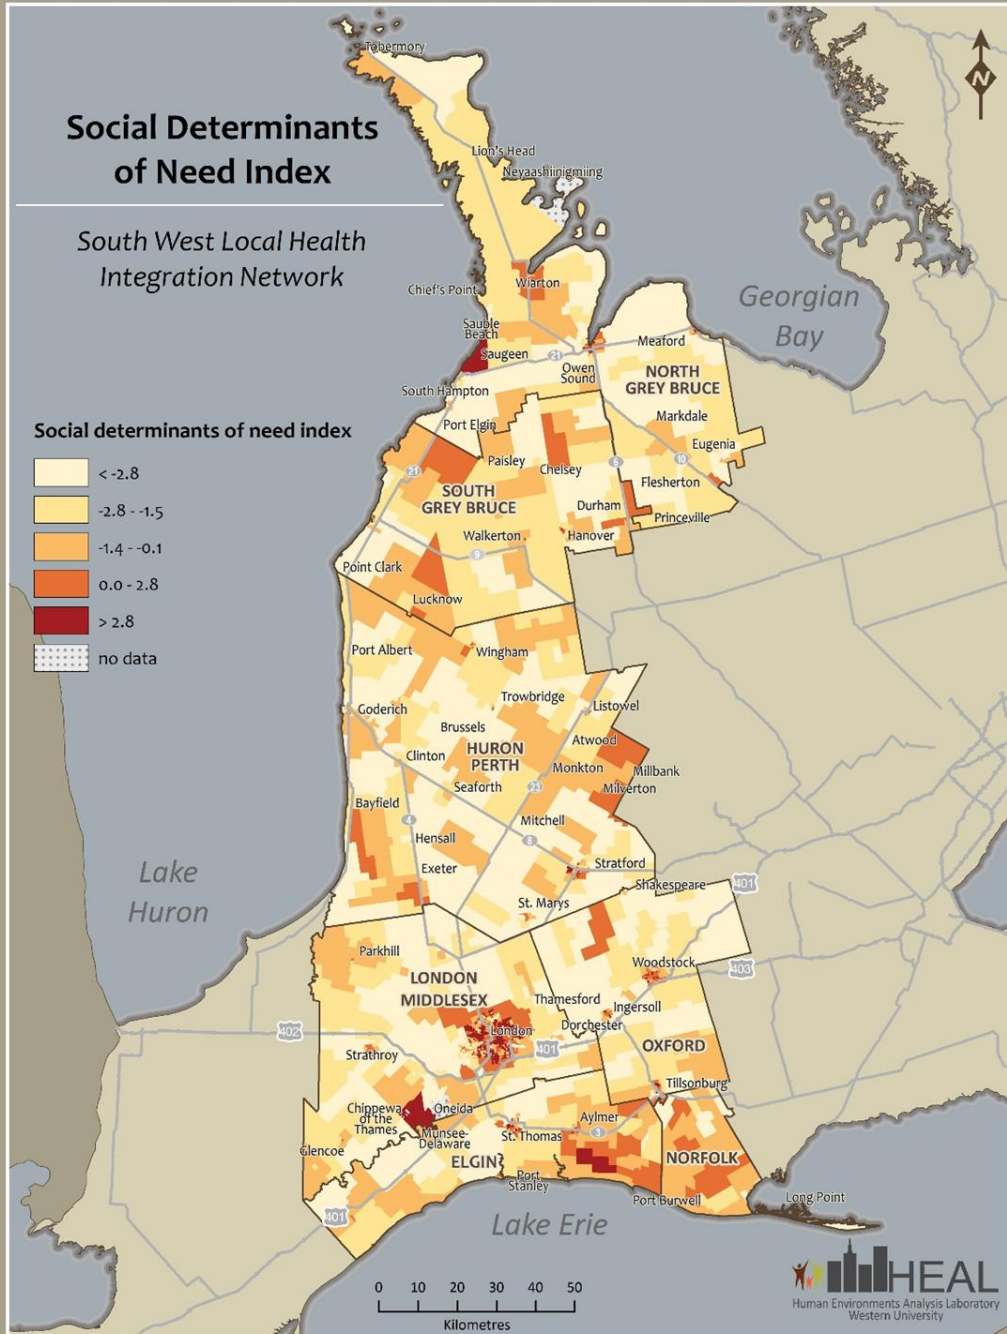 Social Determinants
of Need Index
South West Local Health
Integration Network
Tobermory
N
Lion's Head
Neyaashiinigmiing
Chief's Point
Wiarton
Georgian
Bay
Sauble
Beach
Saugeen
21
Meaford
Owen
Sound
NORTH
GREY BRUCE
South Hampton
Markdale
Port Elgin
Eugenia
Social determinants of need index
< -2.8
-2.8 - -1.5
-1.4 - -0.1
0.0 - 2.8
> 2.8
no data
Paisley
Chelsey
6
10
21
Flesherton
SOUTH
GREY BRUCE
Durham
Princeville
Walkerton
Hanover
9
Point Clark
Lucknow
Port Albert
Wingham
Trowbridge
Listowel
Goderich
Brussels
Atwood
HURON
PERTH
Clinton
Monkton
Millbank
Seaforth
23
Milverton
Bayfield
4
Mitchell
Hensall
8
Lake
Huron
Exeter
Stratford
Shakespeare
401
St. Marys
Parkhill
Woodstock
403
LONDON
MIDDLESEX
Thamesford
Ingersoll
402
London
Dorchester
401
OXFORD
Strathroy
Tillsonburg
Chippewa
of the
Thames
Oneida
Aylmer
Munsee-
Delaware
St. Thomas
3
Glencoe
ELGIN
NORFOLK
Port
Stanley
Port Burwell
Long Point
401
Lake Erie
0 10 20 30 40 50
Kilometres
HEAL
Human Environments Analysis Laboratory
Western University